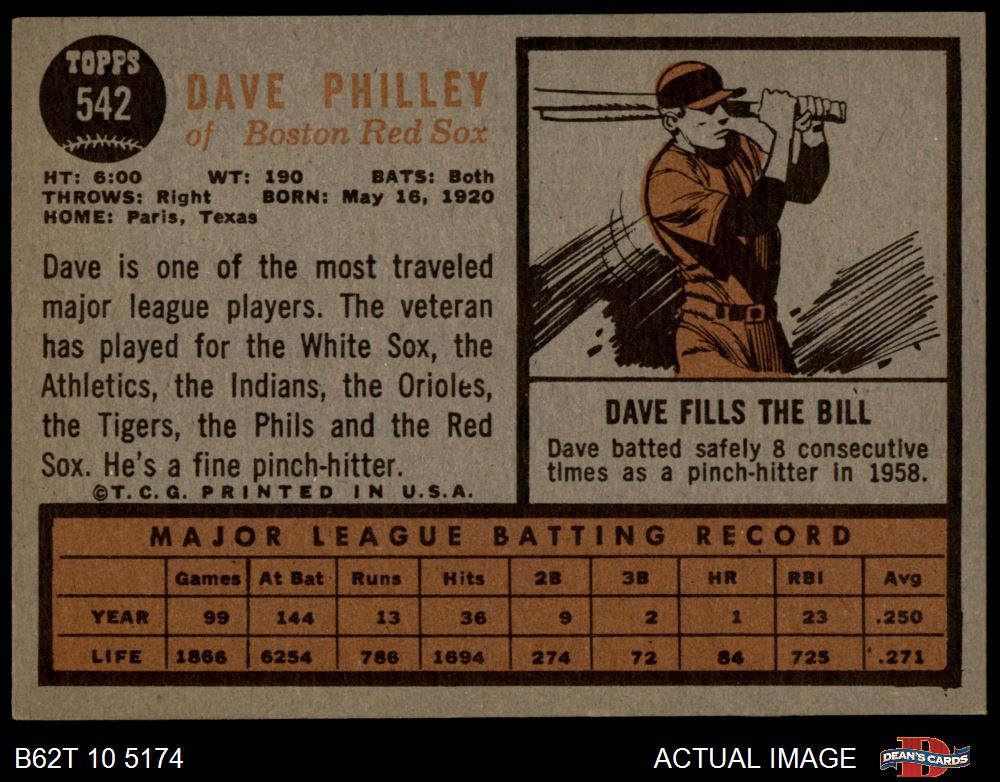 TOPPS
542
DAVE PHILLEY
of Boston Red Sox
HT: 6:00 WT: 190 BATS: Both
THROWS: Right BORN: May 16, 1920
HOME: Paris, Texas
Dave is one of the most traveled
major league players. The veteran
has played for the White Sox, the
Athletics, the Indians, the Orioles,
the Tigers, the Phils and the Red
Sox. He's a fine pinch-hitter.
©T.C.G. PRINTED IN U.S.A.
DAVE FILLS THE BILL
Dave batted safely 8 consecutive
times as a pinch-hitter in 1958.
MAJOR LEAGUE BATTING RECORD
Games At Bat Runs Hits 2B 3B HR RBI Avg
YEAR 99 144 13 36 9 2 1 23 .250
LIFE 1866 6254 786 1694 274 72 84 725 .271
B62T 10 5174
ACTUAL IMAGE
D
DEAN'S CARDS